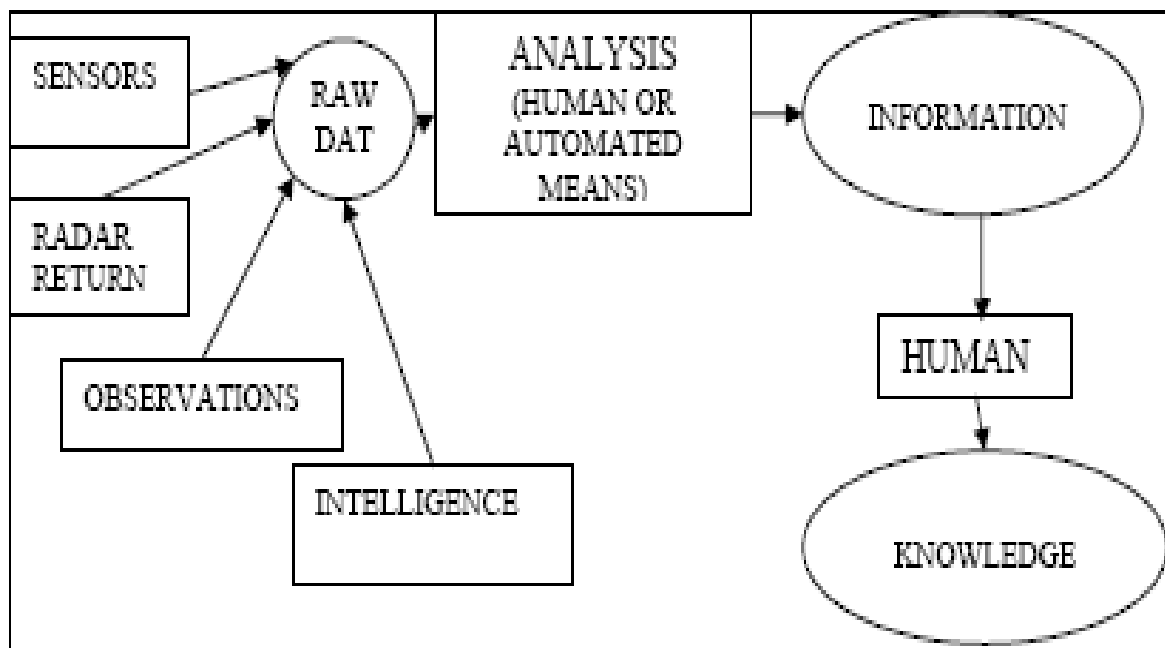 SENSORS
RAW
DAT
ANALYSIS
(HUMAN OR
AUTOMATED
MEANS)
INFORMATION
RADAR
RETURN
OBSERVATIONS
INTELLIGENCE
HUMAN
KNOWLEDGE